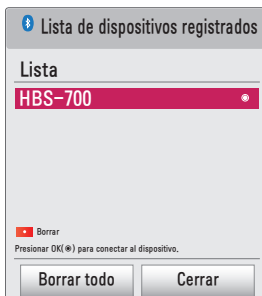 Lista de dispositivos registrados
Lista
HBS-700
Borrar
Presionar OK(◉) para conectar al dispositivo.
Borrar todo
Cerrar